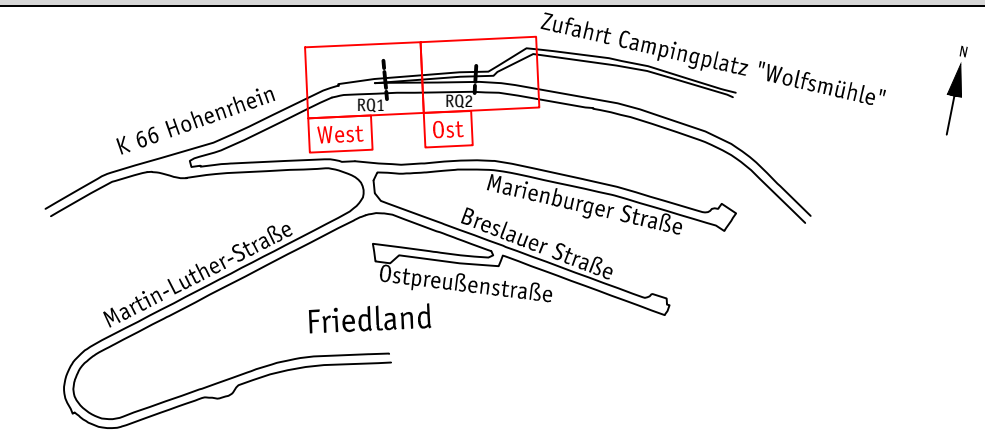 Zufahrt Campingplatz "Wolfsmühle"
N
K 66 Hohenrhein
RQ1
RQ2
West
Ost
Marienburger Straße
Breslauer Straße
Martin-Luther-Straße
Ostpreußenstraße
Friedland